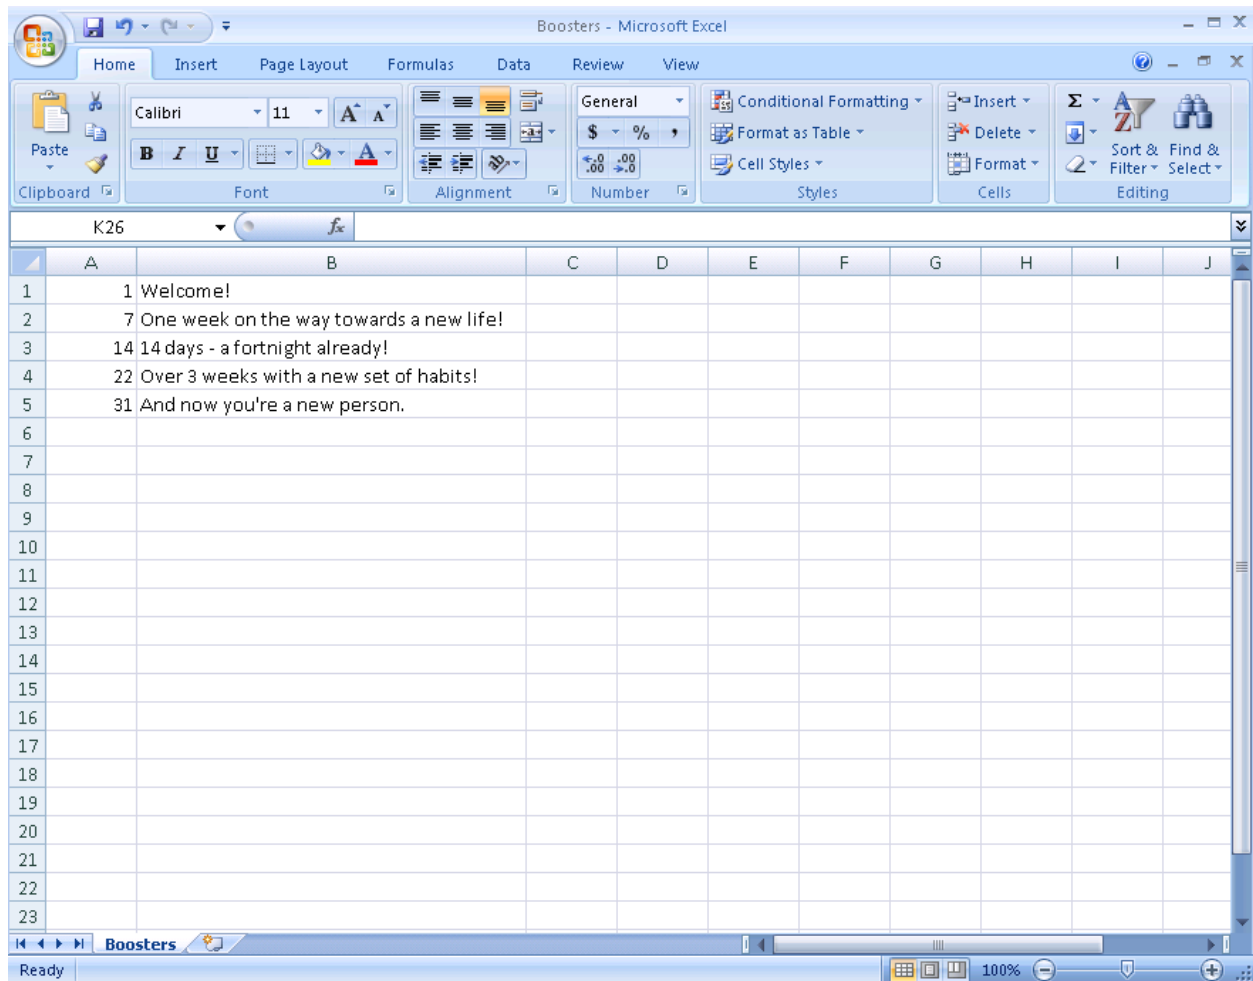 Boosters - Microsoft Excel
Home Insert Page Layout Formulas Data Review View
Calibri 11 A A General Conditional Formatting Insert Σ A Z
Paste B I U A $ % , Format as Table Delete Sort & Find &
.0 .00 .00 .0 Cell Styles Format Filter Select
Clipboard Font Alignment Number Styles Cells Editing
K26 fx
A B C D E F G H I J
1 1 Welcome!
2 7 One week on the way towards a new life!
3 14 14 days - a fortnight already!
4 22 Over 3 weeks with a new set of habits!
5 31 And now you're a new person.
6
7
8
9
10
11
12
13
14
15
16
17
18
19
20
21
22
23
Boosters
Ready 100%